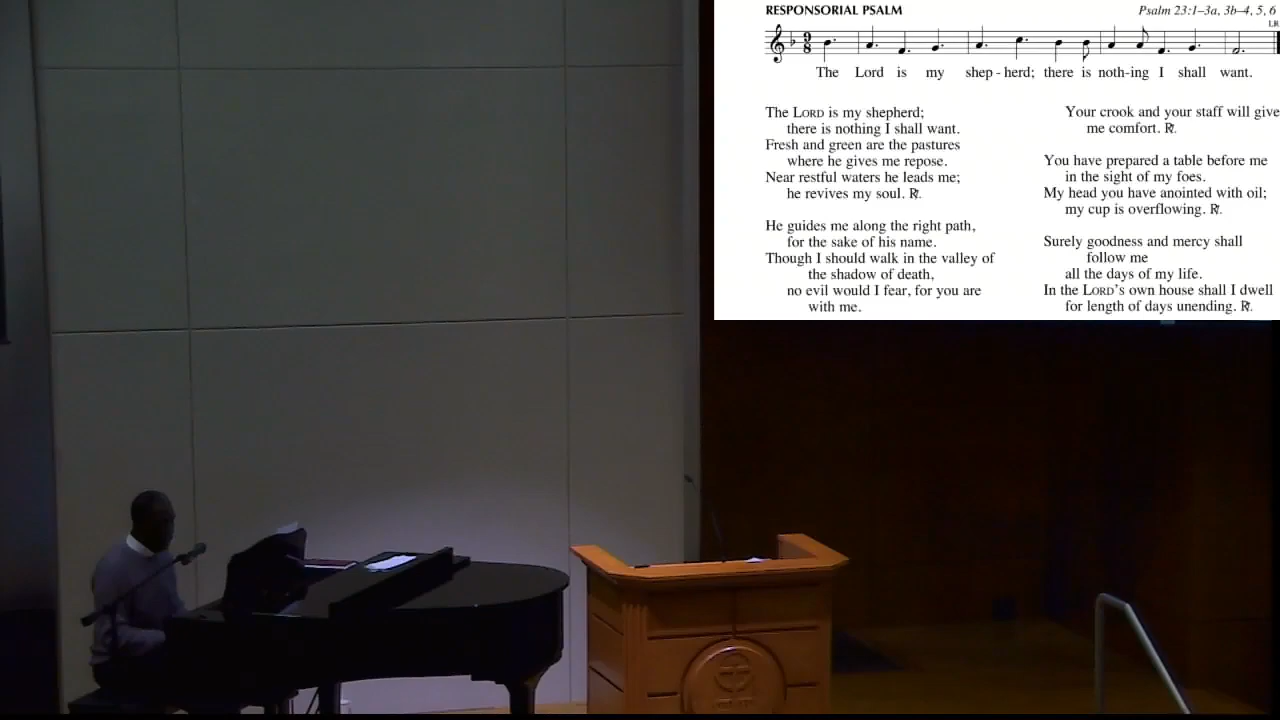 RESPONSORIAL PSALM
Psalm 23:1–3a, 3b–4, 5, 6
LR
The Lord is my shep - herd; there is noth-ing I shall want.
The LORD is my shepherd;
there is nothing I shall want.
Fresh and green are the pastures
where he gives me repose.
Near restful waters he leads me;
he revives my soul. ℟.
He guides me along the right path,
for the sake of his name.
Though I should walk in the valley of
the shadow of death,
no evil would I fear, for you are
with me.
Your crook and your staff will give
me comfort. ℟.
You have prepared a table before me
in the sight of my foes.
My head you have anointed with oil;
my cup is overflowing. ℟.
Surely goodness and mercy shall
follow me
all the days of my life.
In the LORD’S own house shall I dwell
for length of days unending. ℟.